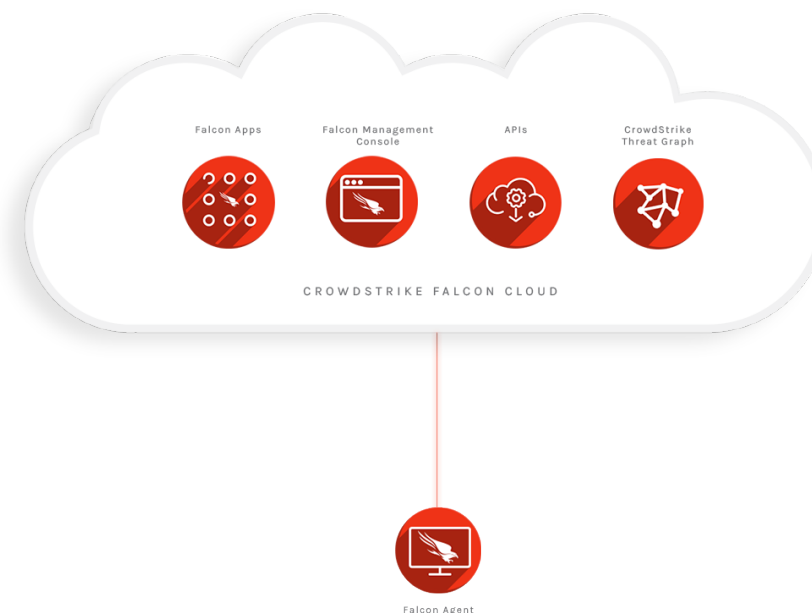 Falcon Apps
Falcon Management
Console
APIs
CrowdStrike
Threat Graph
CROWDSTRIKE FALCON CLOUD
Falcon Agent